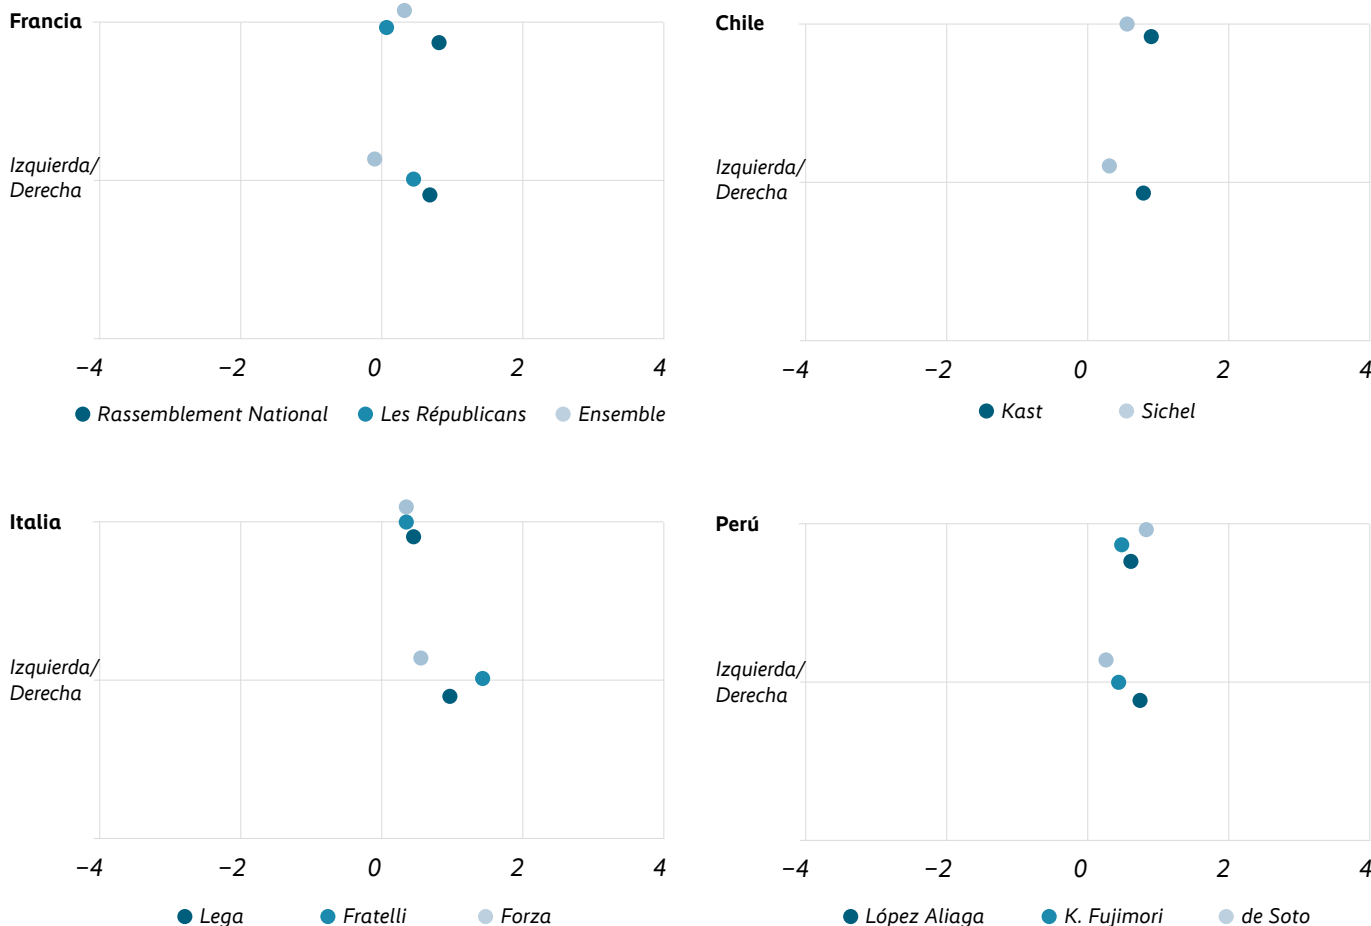 Francia
Izquierda/
Derecha
−4 −2 0 2 4
Rassemblement National Les Républicans Ensemble
Chile
Izquierda/
Derecha
−4 −2 0 2 4
Kast Sichel
Italia
Izquierda/
Derecha
−4 −2 0 2 4
Lega Fratelli Forza
Perú
Izquierda/
Derecha
−4 −2 0 2 4
López Aliaga K. Fujimori de Soto